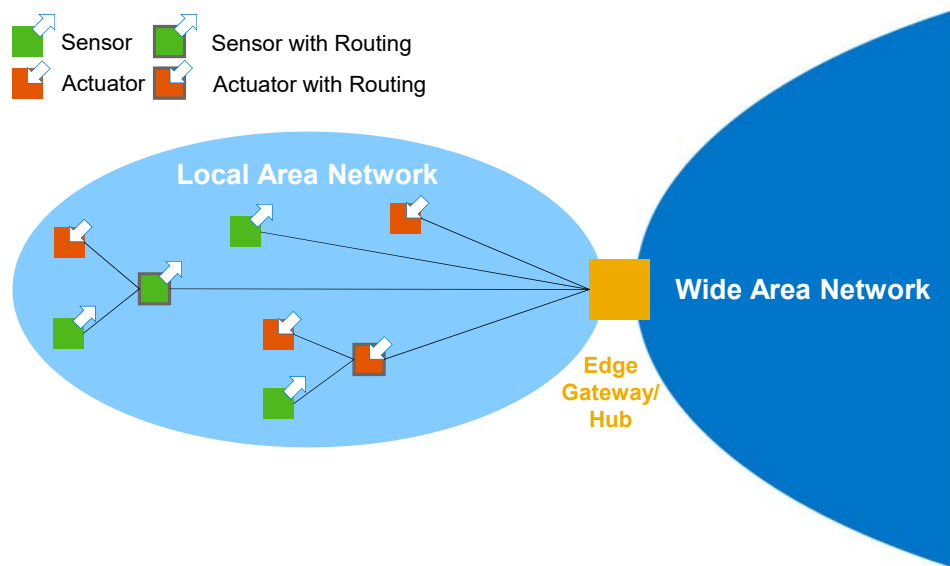 Sensor
Sensor with Routing
Actuator
Actuator with Routing
Local Area Network
Wide Area Network
Edge
Gateway/
Hub